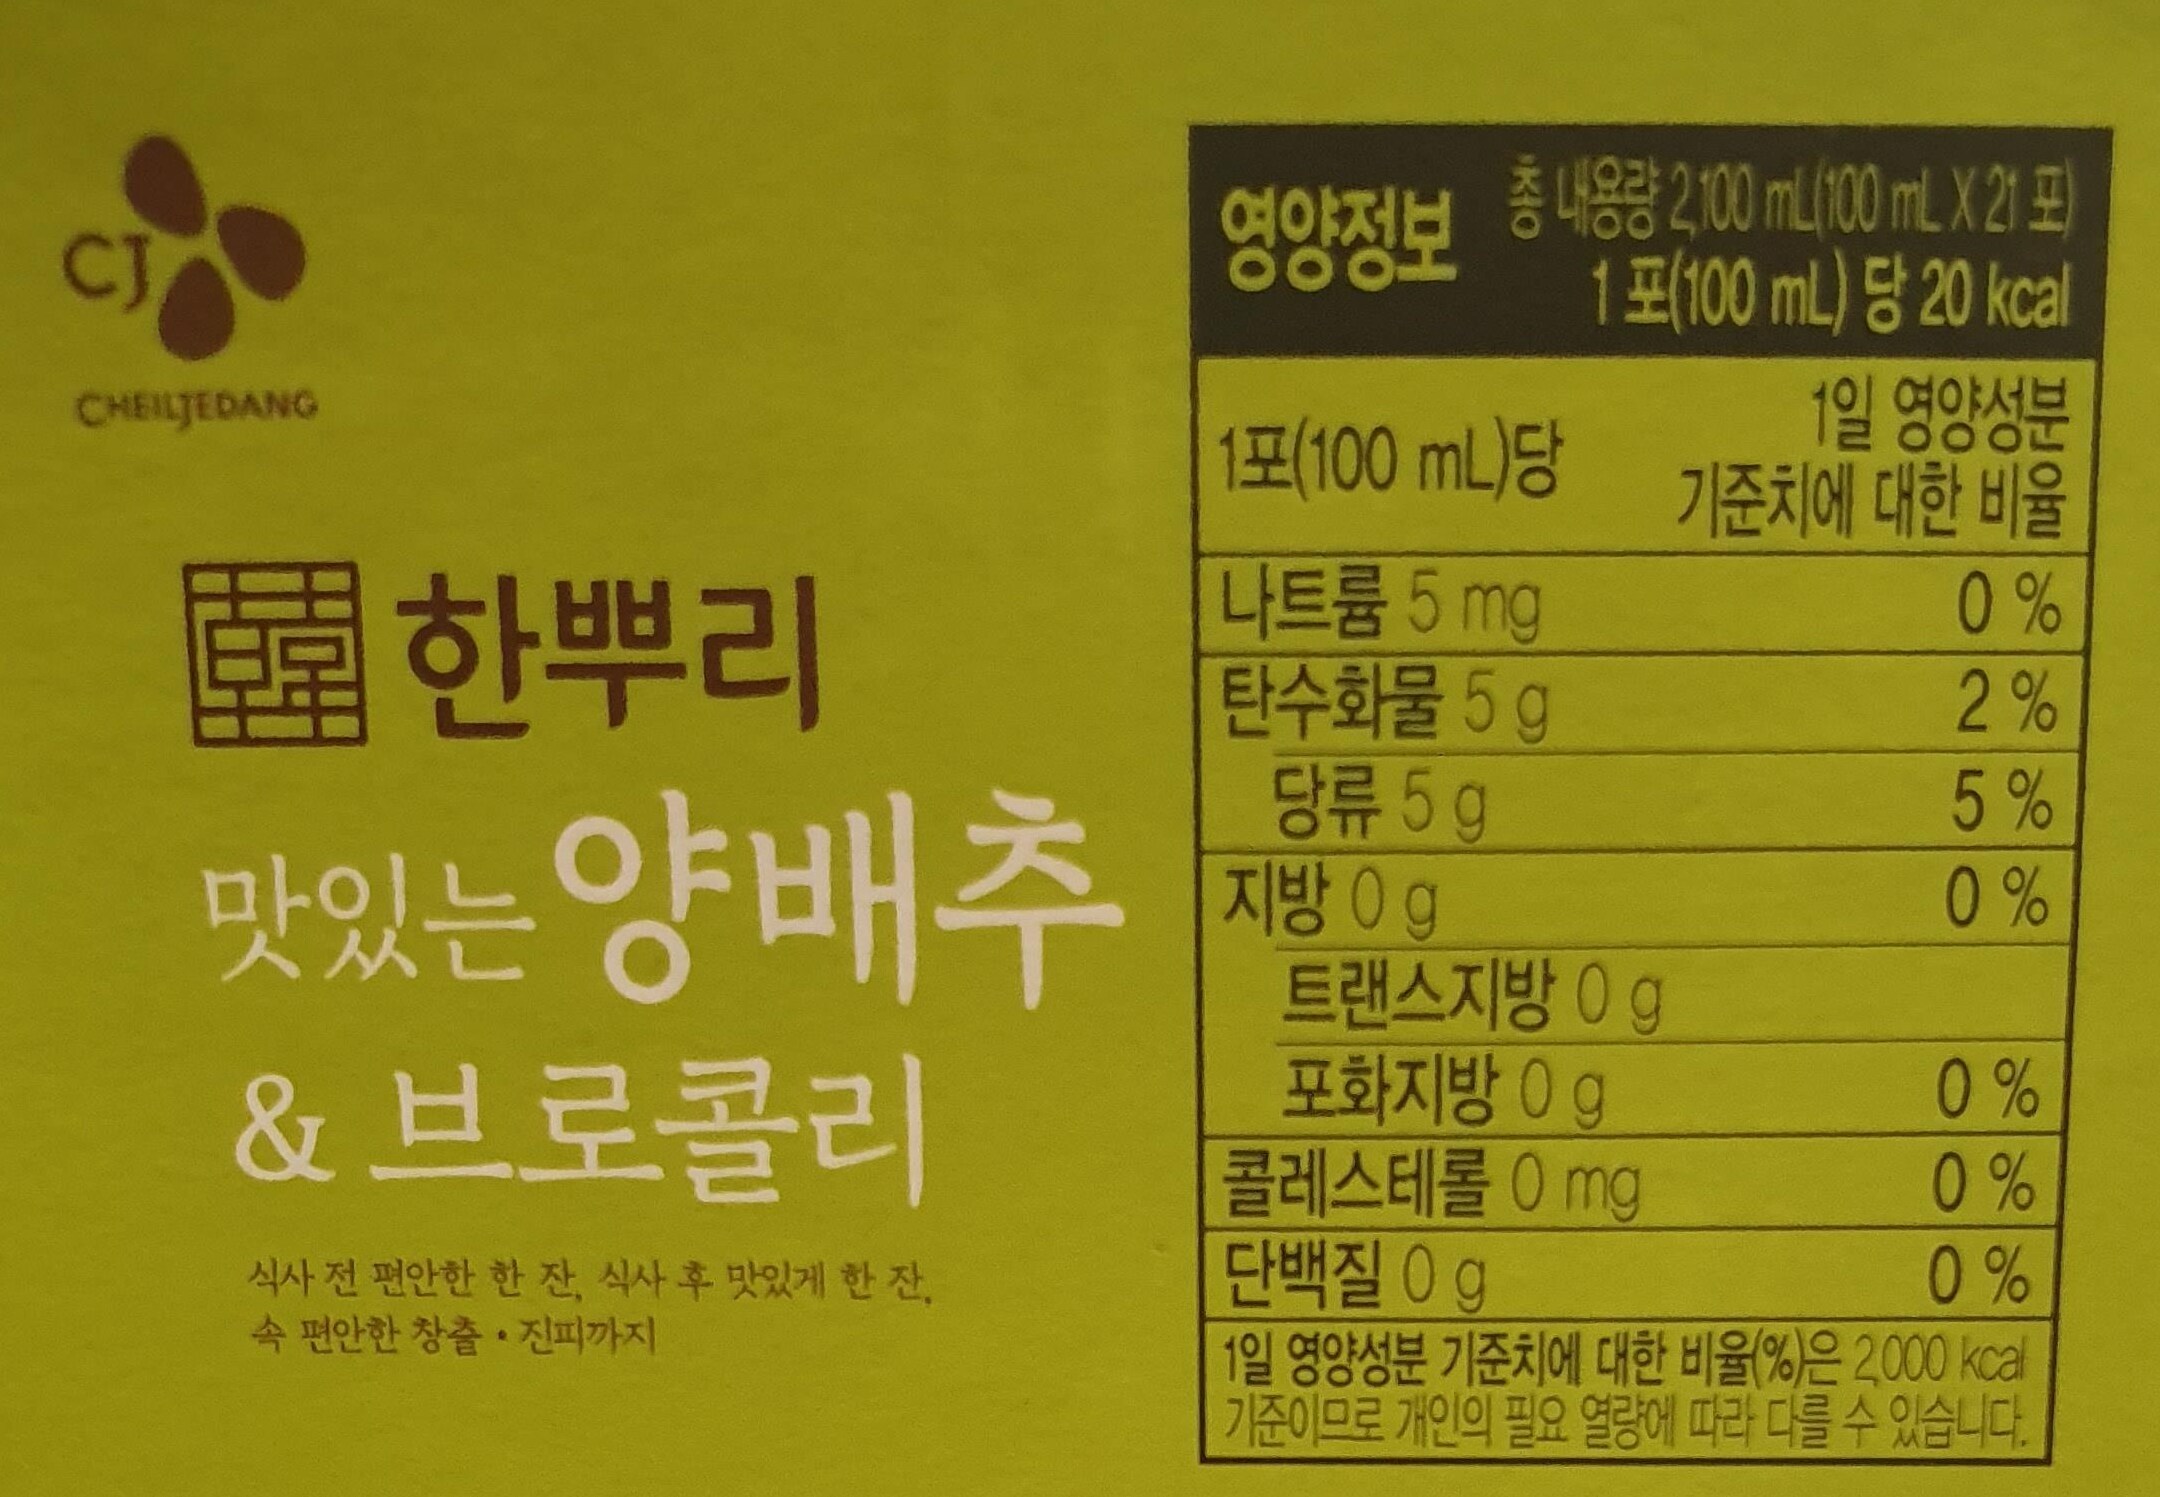 CJ
CHEILJEDANG
韓 한뿌리
맛있는 양배추
& 브로콜리
식사 전 편안한 한 잔, 식사 후 맛있게 한 잔,
속 편안한 창출·진피까지
영양정보 총 내용량 2,100 mL(100 mL X 21 포)
1 포(100 mL) 당 20 kcal
1포(100 mL)당 1일 영양성분
기준치에 대한 비율
나트륨 5 mg 0 %
탄수화물 5 g 2 %
당류 5 g 5 %
지방 0 g 0 %
트랜스지방 0 g
포화지방 0 g 0 %
콜레스테롤 0 mg 0 %
단백질 0 g 0 %
1일 영양성분 기준치에 대한 비율(%)은 2,000 kcal
기준이므로 개인의 필요 열량에 따라 다를 수 있습니다.